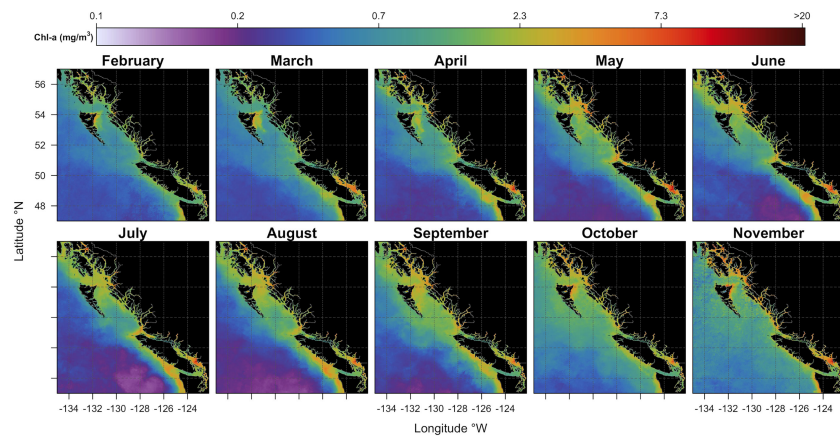 0.1 0.2 0.7 2.3 7.3 >20
Chl-a (mg/m³)
February March April May June
56
54
52
50
48
Latitude °N
July August September October November
-134 -132 -130 -128 -126 -124 -134 -132 -130 -128 -126 -124 -134 -132 -130 -128 -126 -124
Longitude °W